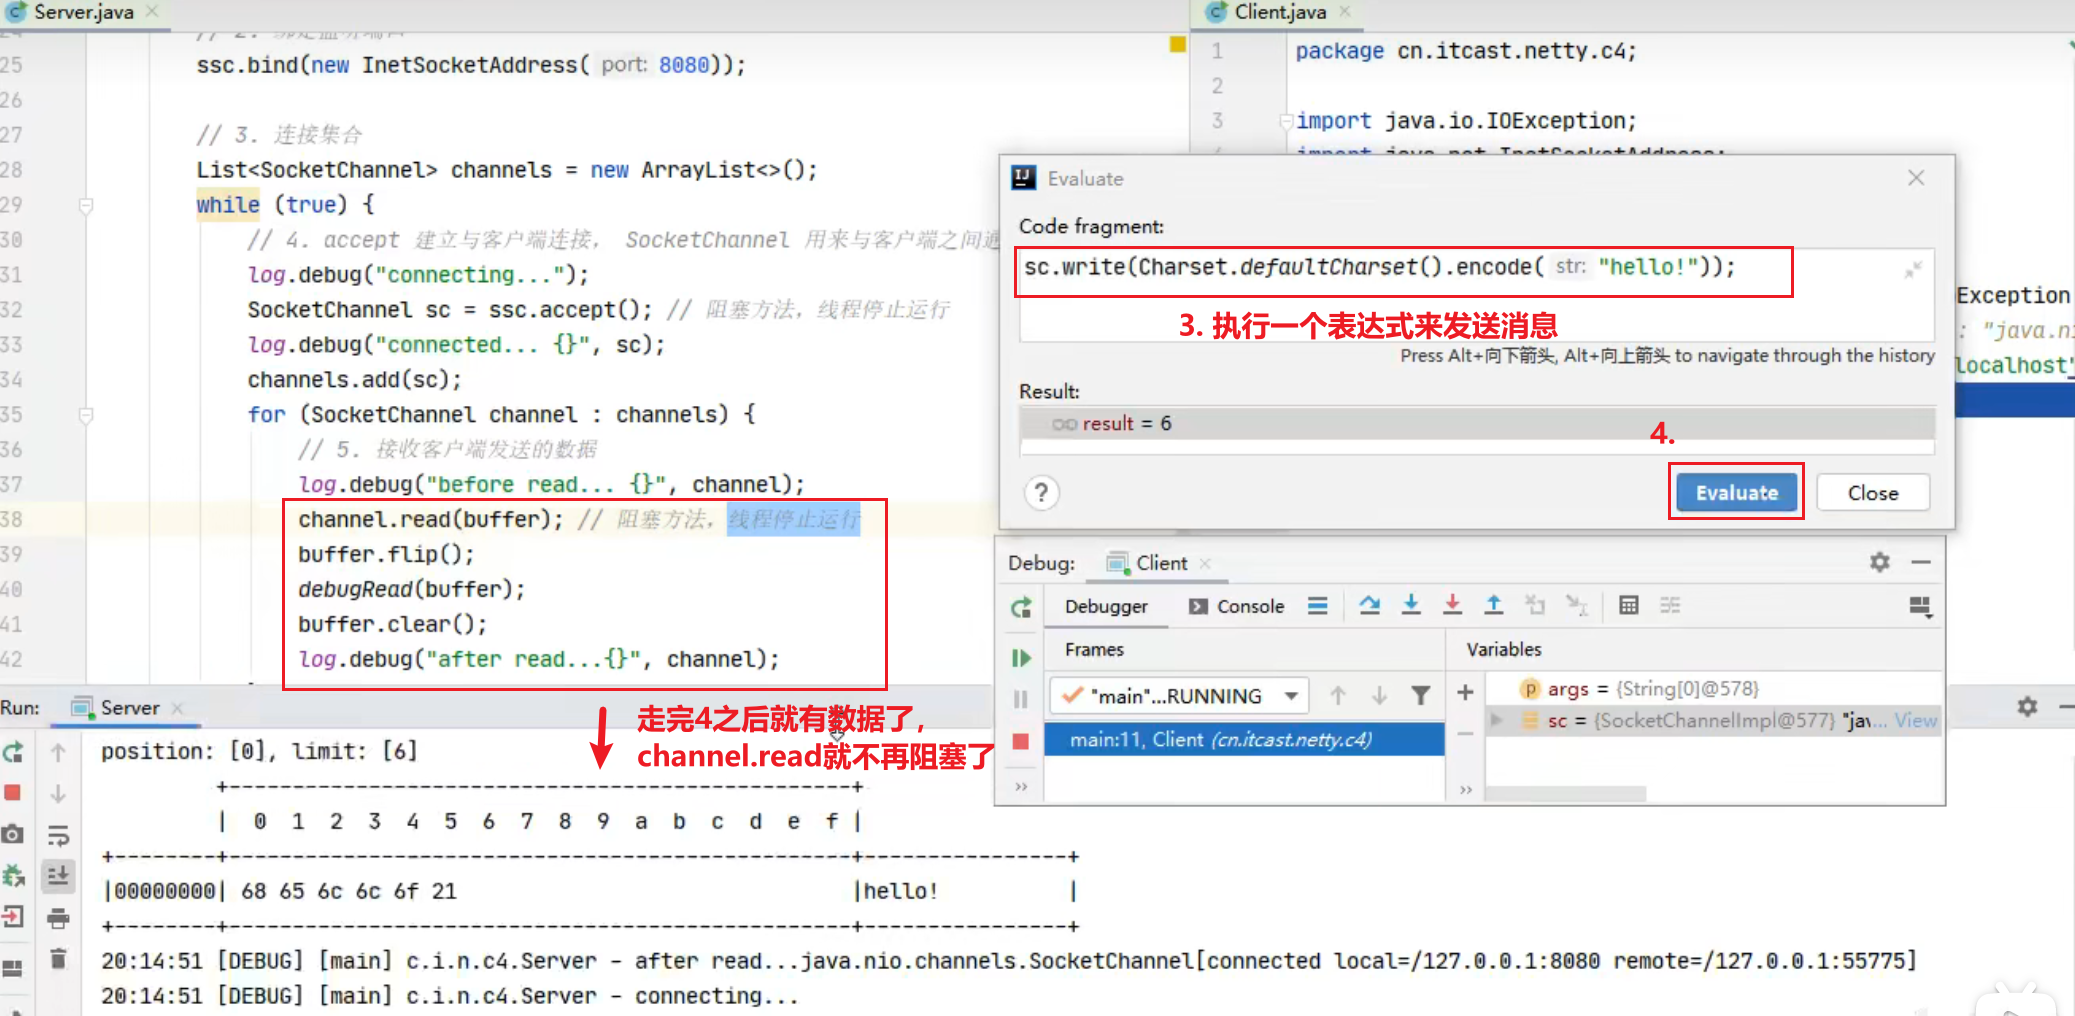 Server.java
Client.java
24
25 ssc.bind(new InetSocketAddress( port: 8080));
26
27 // 3. 连接集合
28 List<SocketChannel> channels = new ArrayList<>();
29 while (true) {
30 // 4. accept 建立与客户端连接， SocketChannel 用来与客户端之间通
31 log.debug("connecting...");
32 SocketChannel sc = ssc.accept(); // 阻塞方法，线程停止运行
33 log.debug("connected... {}", sc);
34 channels.add(sc);
35 for (SocketChannel channel : channels) {
36 // 5. 接收客户端发送的数据
37 log.debug("before read... {}", channel);
38 channel.read(buffer); // 阻塞方法，线程停止运行
39 buffer.flip();
40 debugRead(buffer);
41 buffer.clear();
42 log.debug("after read...{}", channel);
1 package cn.itcast.netty.c4;
2
3 import java.io.IOException;
import java.net.InetSocketAddress;
Exception
: "java.ni
localhost"
Evaluate
Code fragment:
sc.write(Charset.defaultCharset().encode( str: "hello!"));
3. 执行一个表达式来发送消息
Press Alt+向下箭头, Alt+向上箭头 to navigate through the history
Result:
result = 6
4.
?
Evaluate
Close
Debug:
Client
Debugger
Console
Frames
Variables
"main"...RUNNING
args = {String[0]@578}
sc = {SocketChannelImpl@577} "jav... View
main:11, Client (cn.itcast.netty.c4)
Run:
Server
走完4之后就有数据了，
channel.read就不再阻塞了
position: [0], limit: [6]
+-------------------------------------------------+
| 0 1 2 3 4 5 6 7 8 9 a b c d e f |
+--------+-------------------------------------------------+----------------+
|00000000| 68 65 6c 6c 6f 21 |hello! |
+--------+-------------------------------------------------+----------------+
20:14:51 [DEBUG] [main] c.i.n.c4.Server - after read...java.nio.channels.SocketChannel[connected local=/127.0.0.1:8080 remote=/127.0.0.1:55775]
20:14:51 [DEBUG] [main] c.i.n.c4.Server - connecting...